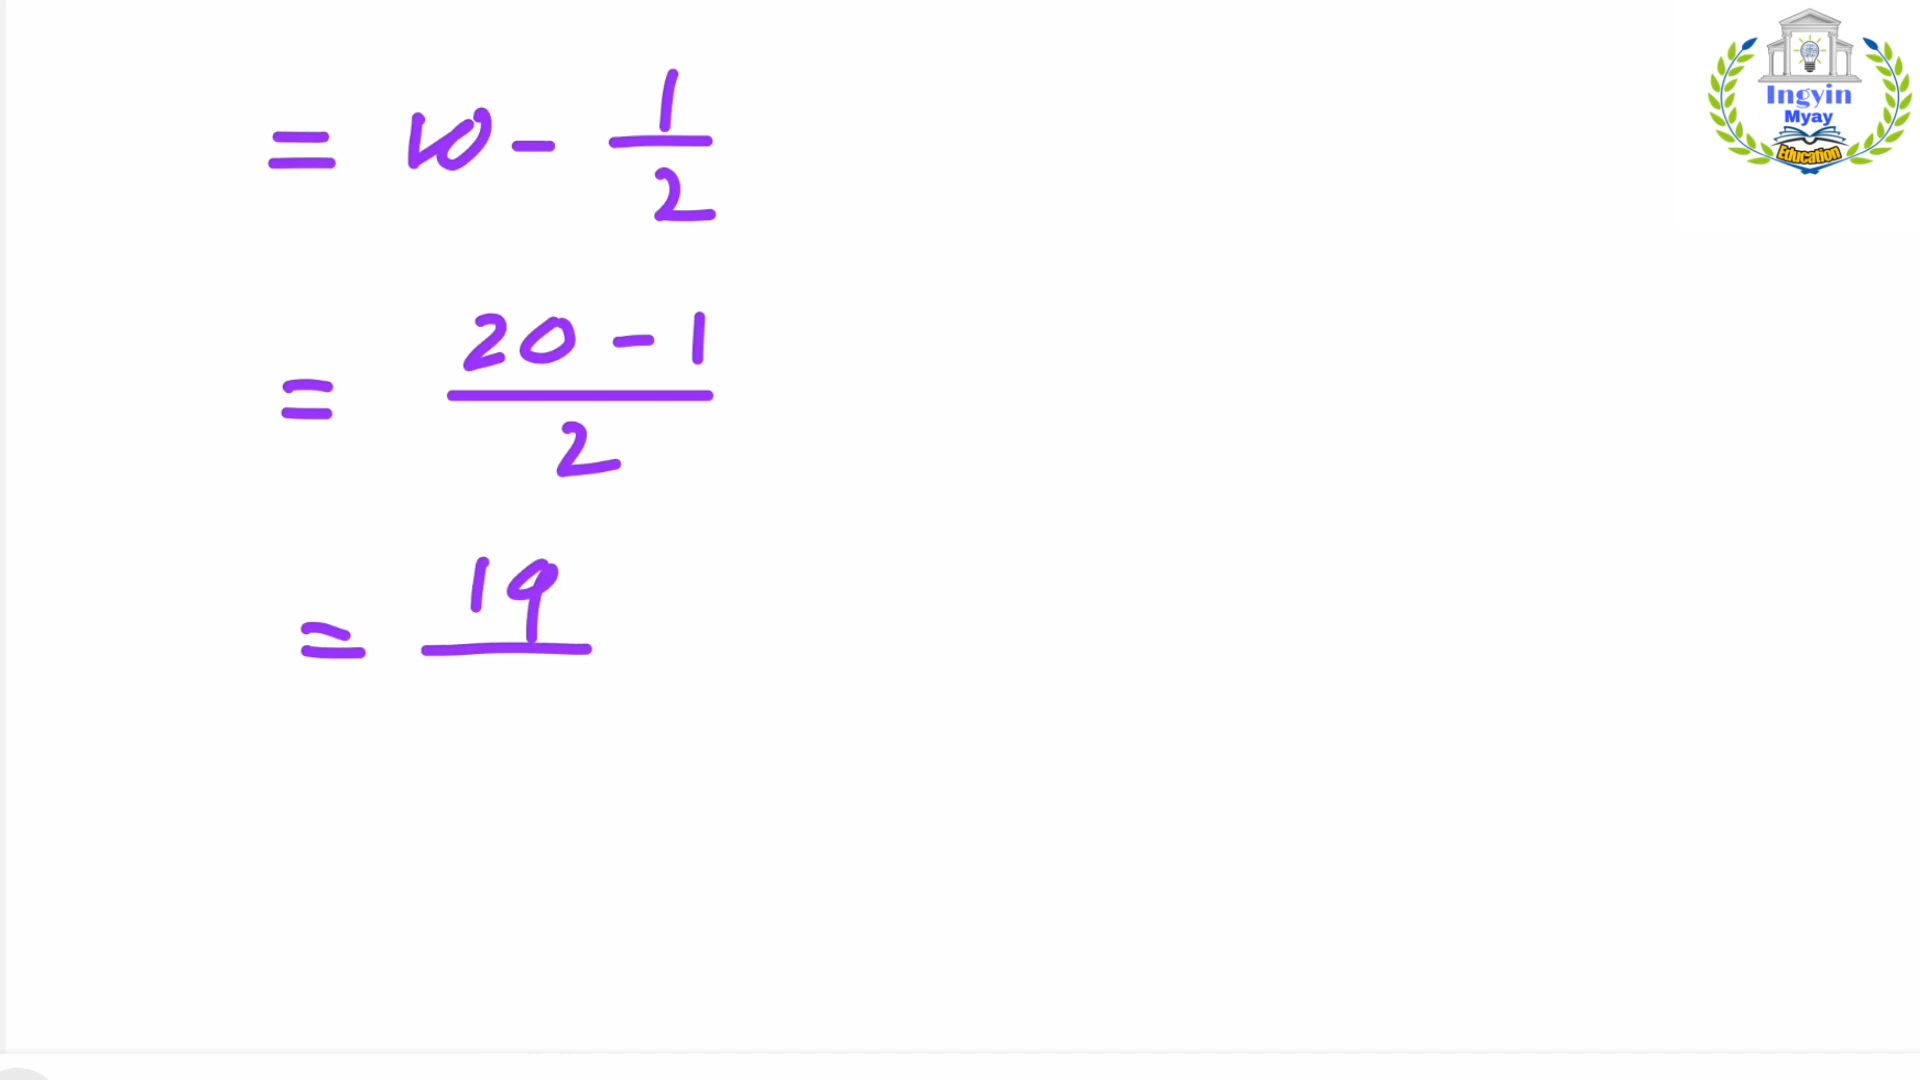 = 10 - 1/2
= (20 - 1)/2
= 19/
Ingyin
Myay
Education